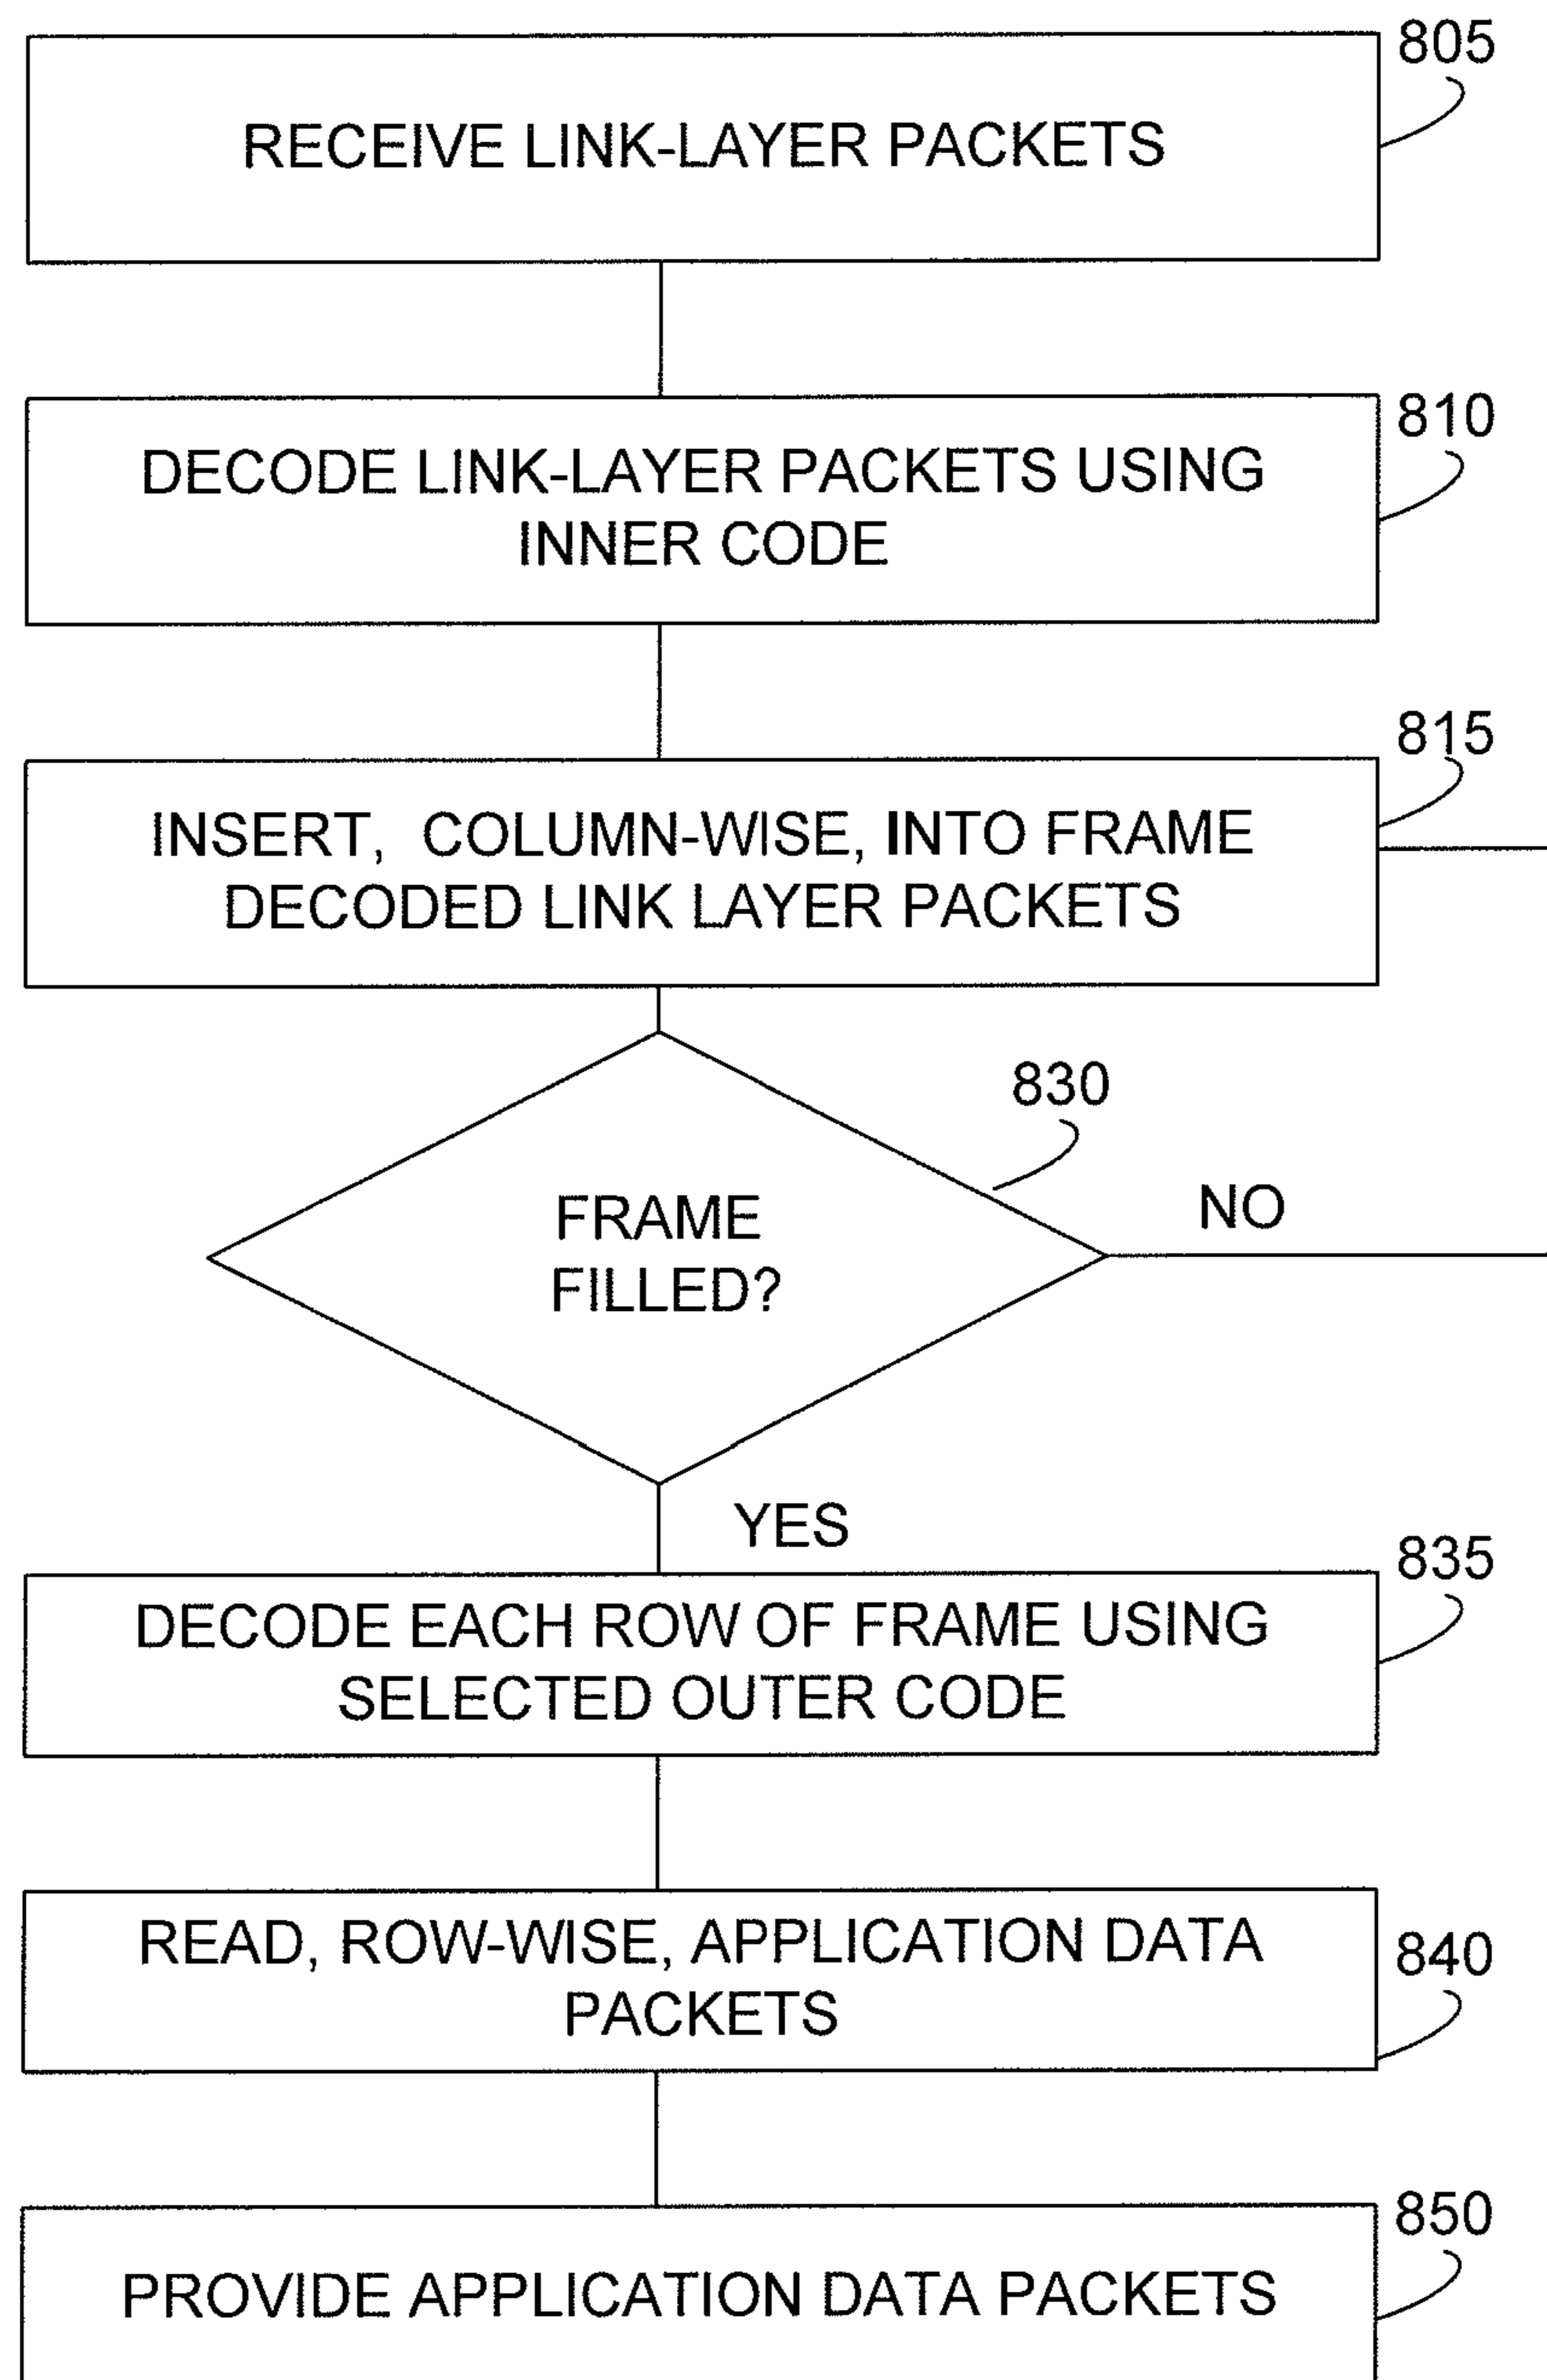 805
RECEIVE LINK-LAYER PACKETS
810
DECODE LINK-LAYER PACKETS USING
INNER CODE
815
INSERT, COLUMN-WISE, INTO FRAME
DECODED LINK LAYER PACKETS
830
NO
FRAME
FILLED?
YES
835
DECODE EACH ROW OF FRAME USING
SELECTED OUTER CODE
READ, ROW-WISE, APPLICATION DATA
840
PACKETS
850
PROVIDE APPLICATION DATA PACKETS